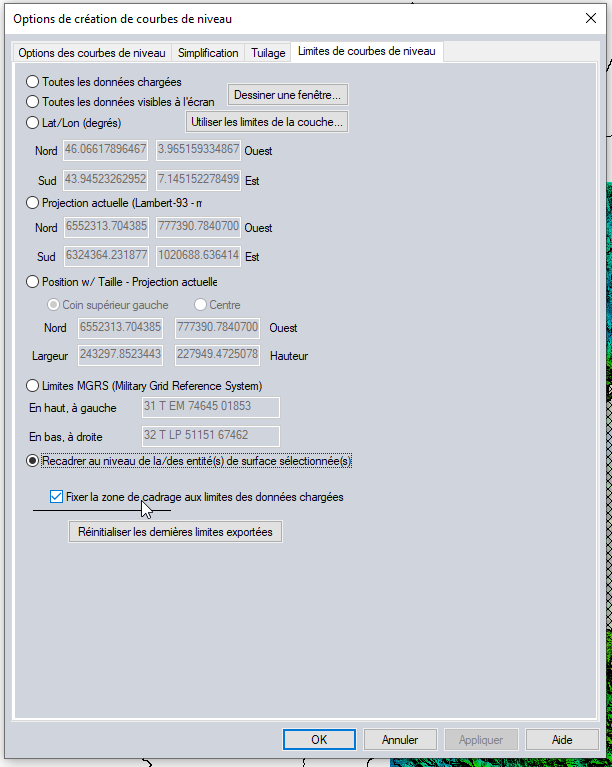 Options de création de courbes de niveau
Options des courbes de niveau Simplification Tuilage Limites de courbes de niveau
Toutes les données chargées
Toutes les données visibles à l'écran Dessiner une fenêtre...
Lat/Lon (degrés) Utiliser les limites de la couche...
Nord 46.06617896467 3.965159334867 Ouest
Sud 43.94523262952 7.145152278499 Est
Projection actuelle (Lambert-93 - m
Nord 6552313.704385 777390.7840700 Ouest
Sud 6324364.231877 1020688.636414 Est
Position w/ Taille - Projection actuelle
Coin supérieur gauche Centre
Nord 6552313.704385 777390.7840700 Ouest
Largeur 243297.8523443 227949.4725078 Hauteur
Limites MGRS (Military Grid Reference System)
En haut, à gauche 31 T EM 74645 01853
En bas, à droite 32 T LP 51151 67462
Recadrer au niveau de la/des entité(s) de surface sélectionnée(s)
Fixer la zone de cadrage aux limites des données chargées
Réinitialiser les dernières limites exportées
OK Annuler Appliquer Aide